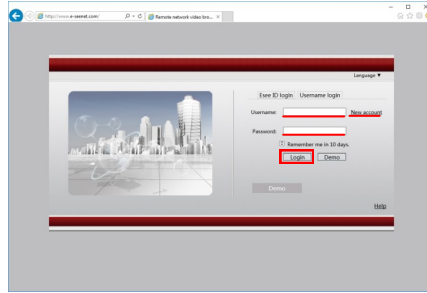 http://www.e-seenet.com/
Remote network video bro...
Language ▼
Esee ID login Username login
Username: New account
Password:
Remember me in 10 days.
Login Demo
Demo
Help